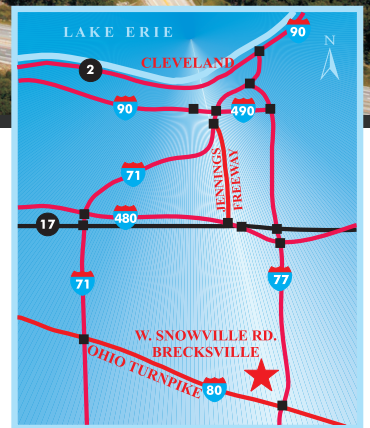 90
LAKE ERIE
N
CLEVELAND
2
90
490
JENNINGS
FREEWAY
71
480
17
71
77
W. SNOWVILLE RD.
BRECKSVILLE
OHIO TURNPIKE
80